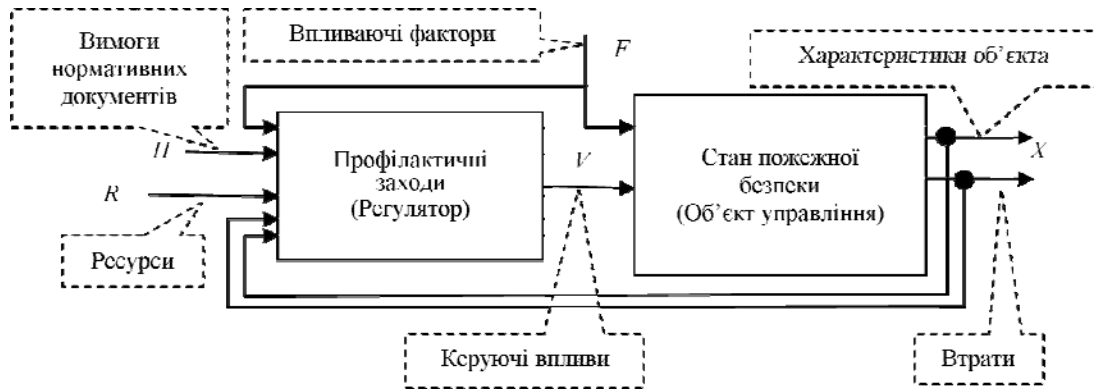 Вимоги
нормативних
документів
Впливаючі фактори
F
Характеристики об’єкта
H
R
Профілактичні
заходи
(Регулятор)
V
Стан пожежної
безпеки
(Об’єкт управління)
X
Ресурси
Керуючі впливи
Втрати